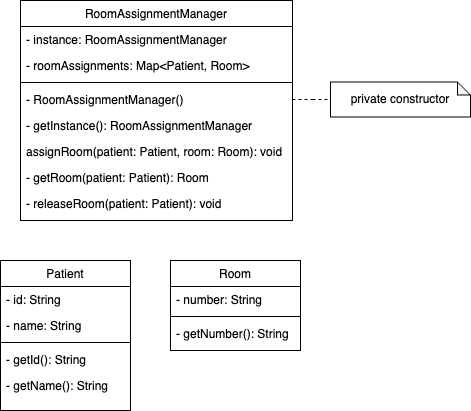 RoomAssignmentManager
- instance: RoomAssignmentManager
- roomAssignments: Map<Patient, Room>
- RoomAssignmentManager()
private constructor
- getInstance(): RoomAssignmentManager
assignRoom(patient: Patient, room: Room): void
- getRoom(patient: Patient): Room
- releaseRoom(patient: Patient): void
Patient
- id: String
- name: String
- getId(): String
- getName(): String
Room
- number: String
- getNumber(): String